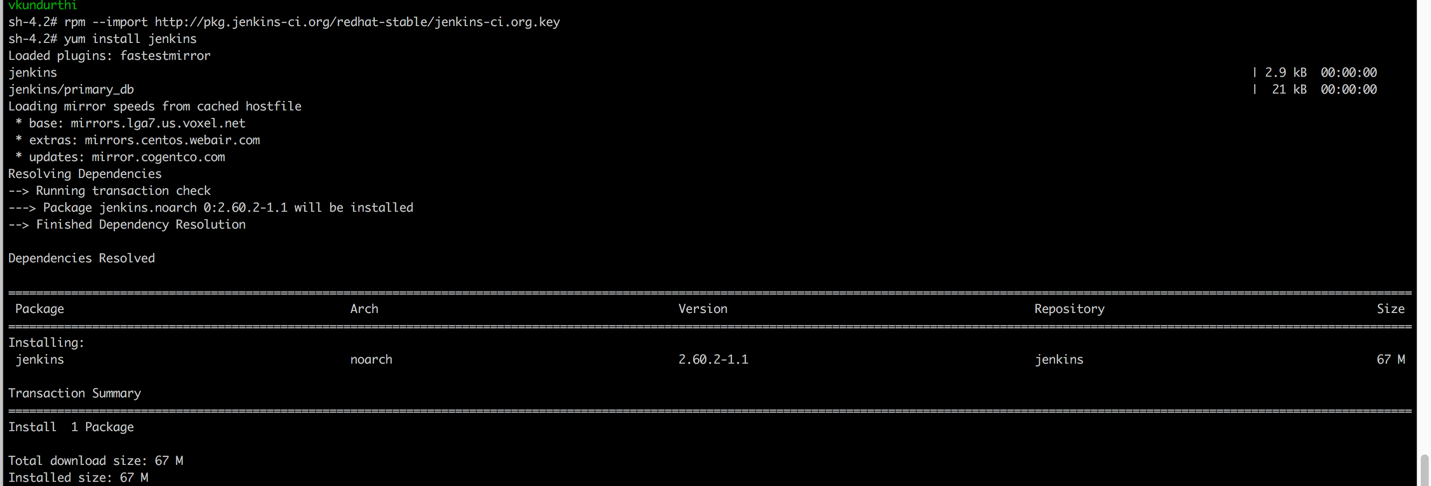 vkundurthi
sh-4.2# rpm --import http://pkg.jenkins-ci.org/redhat-stable/jenkins-ci.org.key
sh-4.2# yum install jenkins
Loaded plugins: fastestmirror
jenkins | 2.9 kB 00:00:00
jenkins/primary_db | 21 kB 00:00:00
Loading mirror speeds from cached hostfile
* base: mirrors.lga7.us.voxel.net
* extras: mirrors.centos.webair.com
* updates: mirror.cogentco.com
Resolving Dependencies
--> Running transaction check
---> Package jenkins.noarch 0:2.60.2-1.1 will be installed
--> Finished Dependency Resolution
Dependencies Resolved
Package Arch Version Repository Size
Installing:
jenkins noarch 2.60.2-1.1 jenkins 67 M
Transaction Summary
Install 1 Package
Total download size: 67 M
Installed size: 67 M